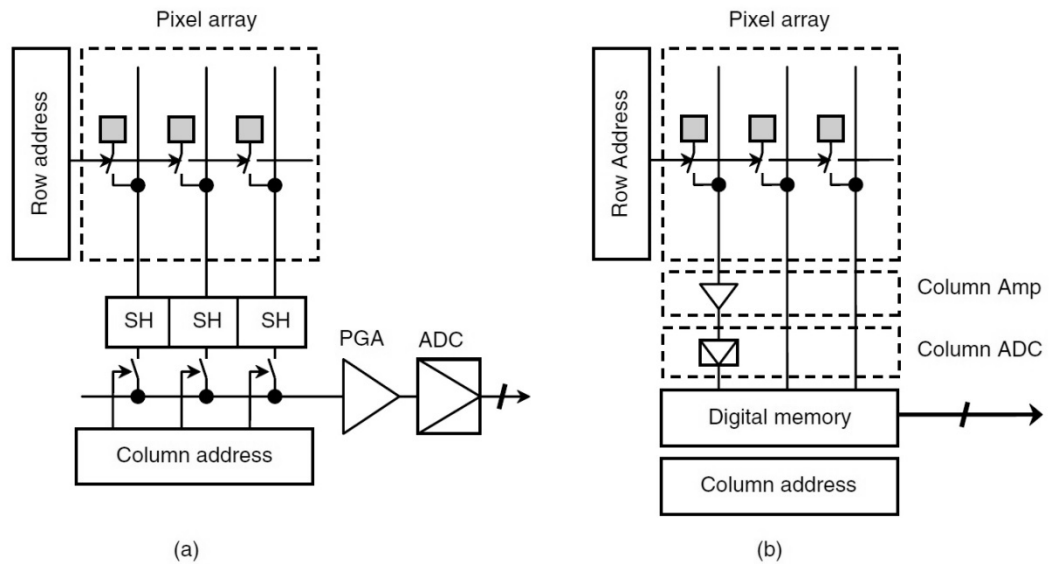 Pixel array
Row address
SH SH SH
PGA ADC
Column address
(a)
Pixel array
Row Address
Column Amp
Column ADC
Digital memory
Column address
(b)